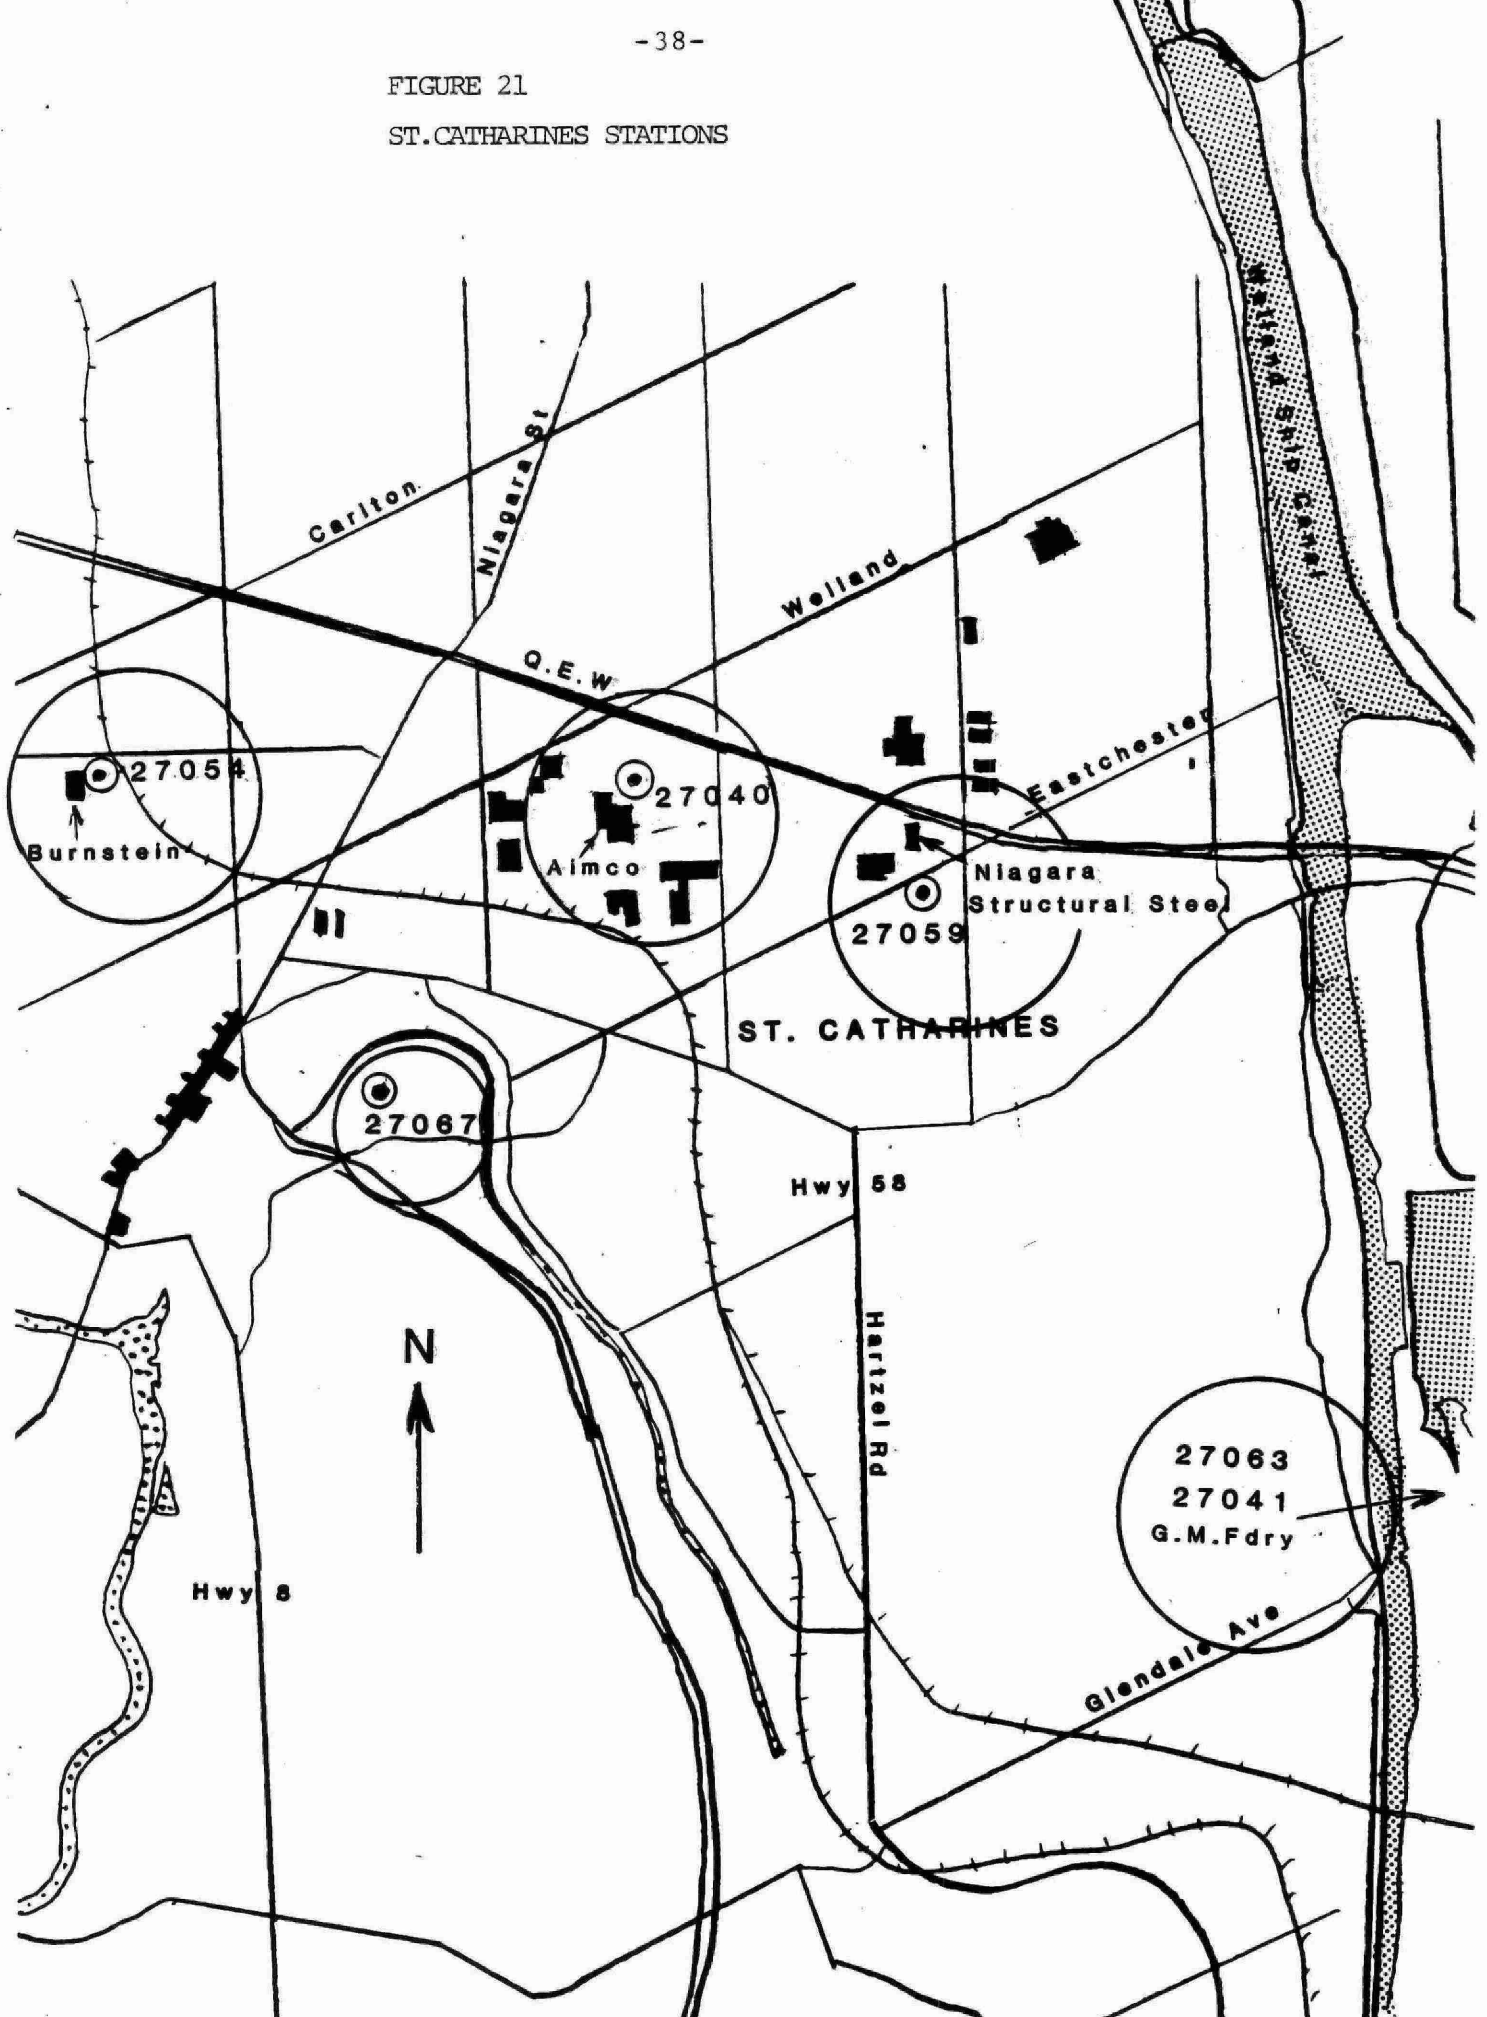 -38-
FIGURE 21
ST.CATHARINES STATIONS
Welland Ship Canal
Niagara St
Carlton
Welland
Q.E.W
Eastchester
27054
27040
Burnstein
Aimco
Niagara
Structural Steel
27059
ST. CATHARINES
27067
Hwy 58
N
Hartzel Rd
27063
27041
G.M.Fdry
Hwy 8
Glendale Ave